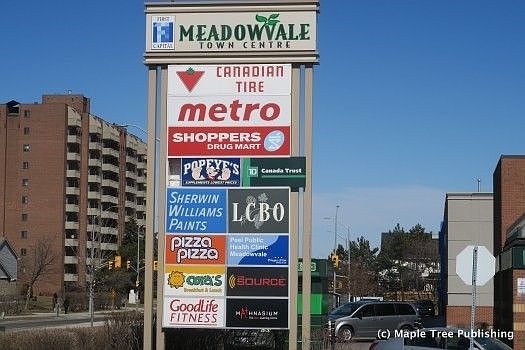 FIRST
F
CAPITAL
MEADOWVALE
TOWN CENTRE
CANADIAN
TIRE
metro
SHOPPERS
DRUG MART
POPEYE'S
SUPPLEMENTS LOWEST PRICES
TD Canada Trust
SHERWIN
WILLIAMS
PAINTS
LCBO
PIZZA
PIZZA
Peel Public
Health Clinic
Meadowvale
CORA'S
Breakfast & Lunch
SOURCE
GoodLife
FITNESS
MAHNASIUM
(c) Maple Tree Publishing